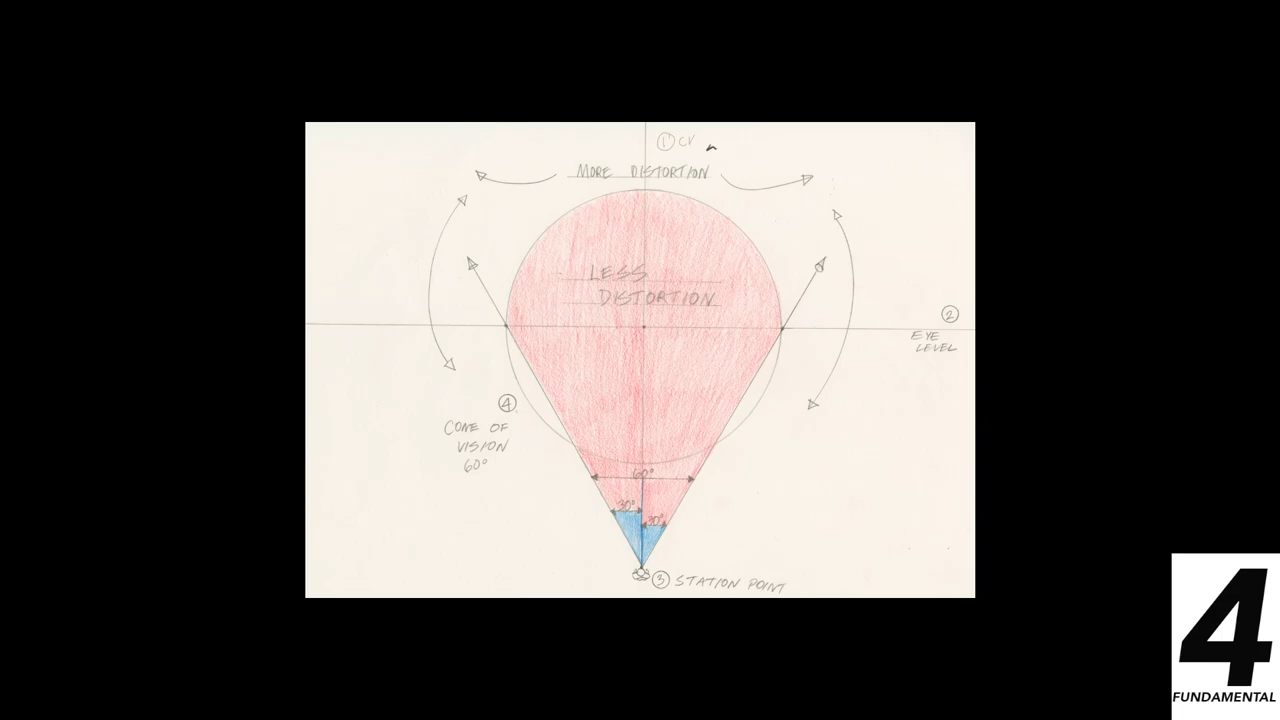 ① CV
MORE DISTORTION
LESS
DISTORTION
②
EYE
LEVEL
④
CONE OF
VISION
60°
60°
30°
30°
③ STATION POINT
4
FUNDAMENTAL